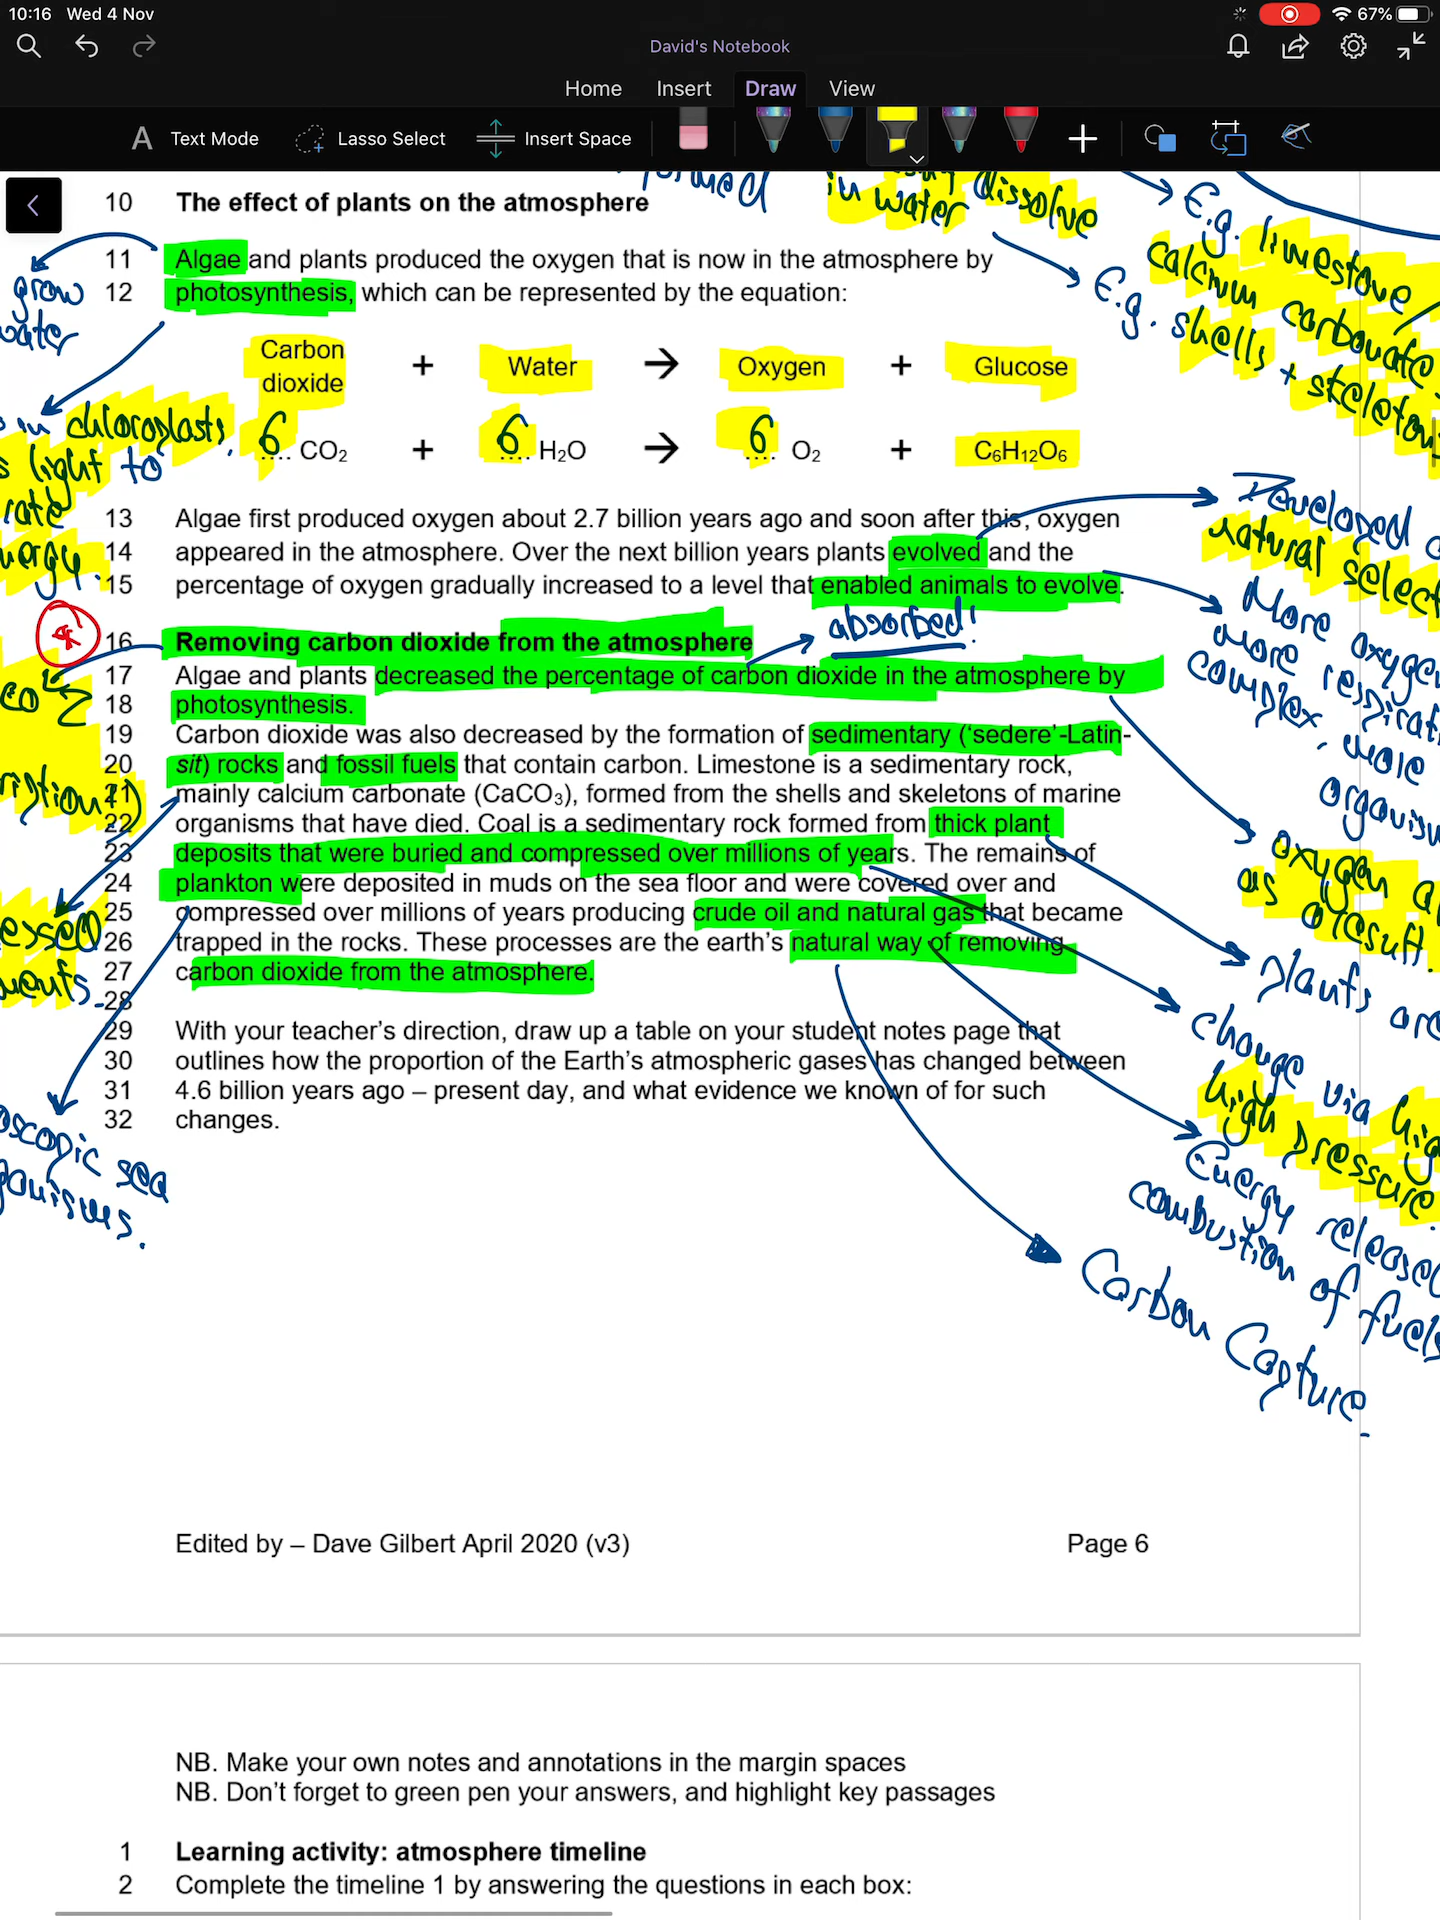 10:16 Wed 4 Nov
67%
David's Notebook
Home Insert Draw View
Text Mode Lasso Select Insert Space
10 The effect of plants on the atmosphere
in water dissolve
E.g. limestone
calcium carbonate
E.g. shells + skeletons
11 Algae and plants produced the oxygen that is now in the atmosphere by
12 photosynthesis, which can be represented by the equation:
grow
water
Carbon dioxide + Water → Oxygen + Glucose
6 CO2 + 6 H2O → 6 O2 + C6H12O6
in chloroplasts.
light to
13 Algae first produced oxygen about 2.7 billion years ago and soon after this, oxygen
14 appeared in the atmosphere. Over the next billion years plants evolved and the
15 percentage of oxygen gradually increased to a level that enabled animals to evolve.
Developed
natural select
More oxygen
more respirat
complex, more
organism
absorbed!
16 Removing carbon dioxide from the atmosphere
17 Algae and plants decreased the percentage of carbon dioxide in the atmosphere by
18 photosynthesis.
19 Carbon dioxide was also decreased by the formation of sedimentary (‘sedere’-Latin-
20 sit) rocks and fossil fuels that contain carbon. Limestone is a sedimentary rock,
21 mainly calcium carbonate (CaCO3), formed from the shells and skeletons of marine
22 organisms that have died. Coal is a sedimentary rock formed from thick plant
23 deposits that were buried and compressed over millions of years. The remains of
24 plankton were deposited in muds on the sea floor and were covered over and
25 compressed over millions of years producing crude oil and natural gas that became
26 trapped in the rocks. These processes are the earth’s natural way of removing
27 carbon dioxide from the atmosphere.
28
29 With your teacher’s direction, draw up a table on your student notes page that
30 outlines how the proportion of the Earth’s atmospheric gases has changed between
31 4.6 billion years ago – present day, and what evidence we known of for such
32 changes.
oxygen
as a result.
plants are
change via
high pressure.
Energy released
combustion of fuels
Carbon Capture
sea
Edited by – Dave Gilbert April 2020 (v3) Page 6
NB. Make your own notes and annotations in the margin spaces
NB. Don’t forget to green pen your answers, and highlight key passages
1 Learning activity: atmosphere timeline
2 Complete the timeline 1 by answering the questions in each box: